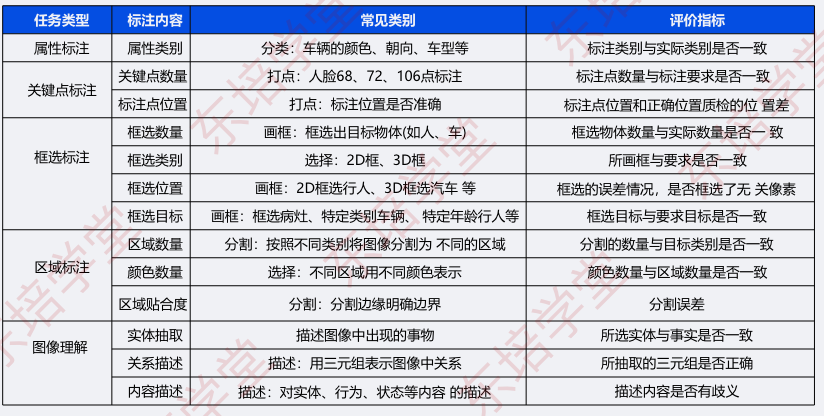 任务类型 标注内容 常见类别 评价指标
属性标注 属性类别 分类：车辆的颜色、朝向、车型等 标注类别与实际类别是否一致
关键点标注 关键点数量 打点：人脸68、72、106点标注 标注点数量与标注要求是否一致
标注点位置 打点：标注位置是否准确 标注点位置和正确位置质检的位 置差
框选标注 框选数量 画框：框选出目标物体(如人、车) 框选物体数量与实际数量是否一 致
框选类别 选择：2D框、3D框 所画框与要求是否一致
框选位置 画框：2D框选行人、3D框选汽车 等 框选的误差情况，是否框选了无 关像素
框选目标 画框：框选病灶、特定类别车辆、 特定年龄行人等 框选目标与要求目标是否一致
区域标注 区域数量 分割：按照不同类别将图像分割为 不同的区域 分割的数量与目标类别是否一致
颜色数量 选择：不同区域用不同颜色表示 颜色数量与区域数量是否一致
区域贴合度 分割：分割边缘明确边界 分割误差
图像理解 实体抽取 描述图像中出现的事物 所选实体与事实是否一致
关系描述 描述：用三元组表示图像中关系 所抽取的三元组是否正确
内容描述 描述：对实体、行为、状态等内容 的描述 描述内容是否有歧义
东培学堂
东培学堂
东培学堂
东培学堂
东培学堂